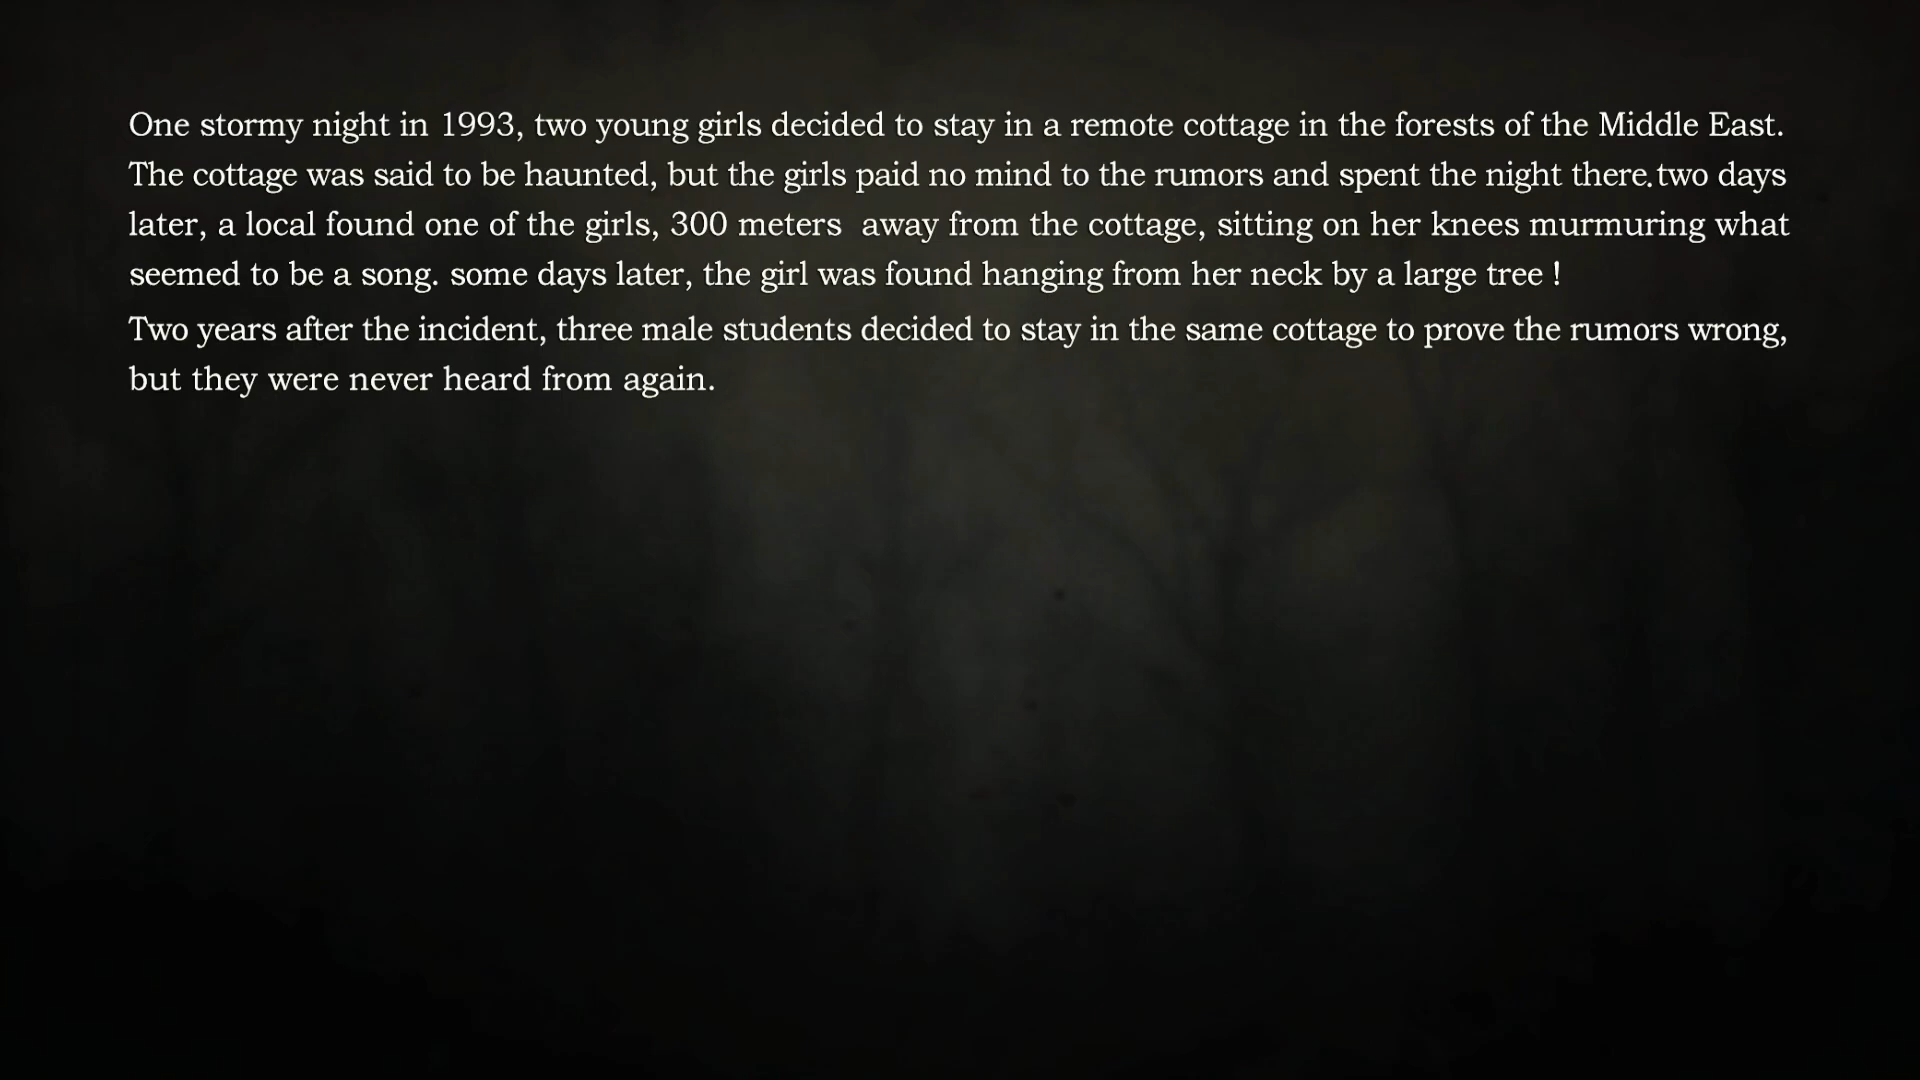 One stormy night in 1993, two young girls decided to stay in a remote cottage in the forests of the Middle East.
The cottage was said to be haunted, but the girls paid no mind to the rumors and spent the night there.two days
later, a local found one of the girls, 300 meters  away from the cottage, sitting on her knees murmuring what
seemed to be a song. some days later, the girl was found hanging from her neck by a large tree !
Two years after the incident, three male students decided to stay in the same cottage to prove the rumors wrong,
but they were never heard from again.